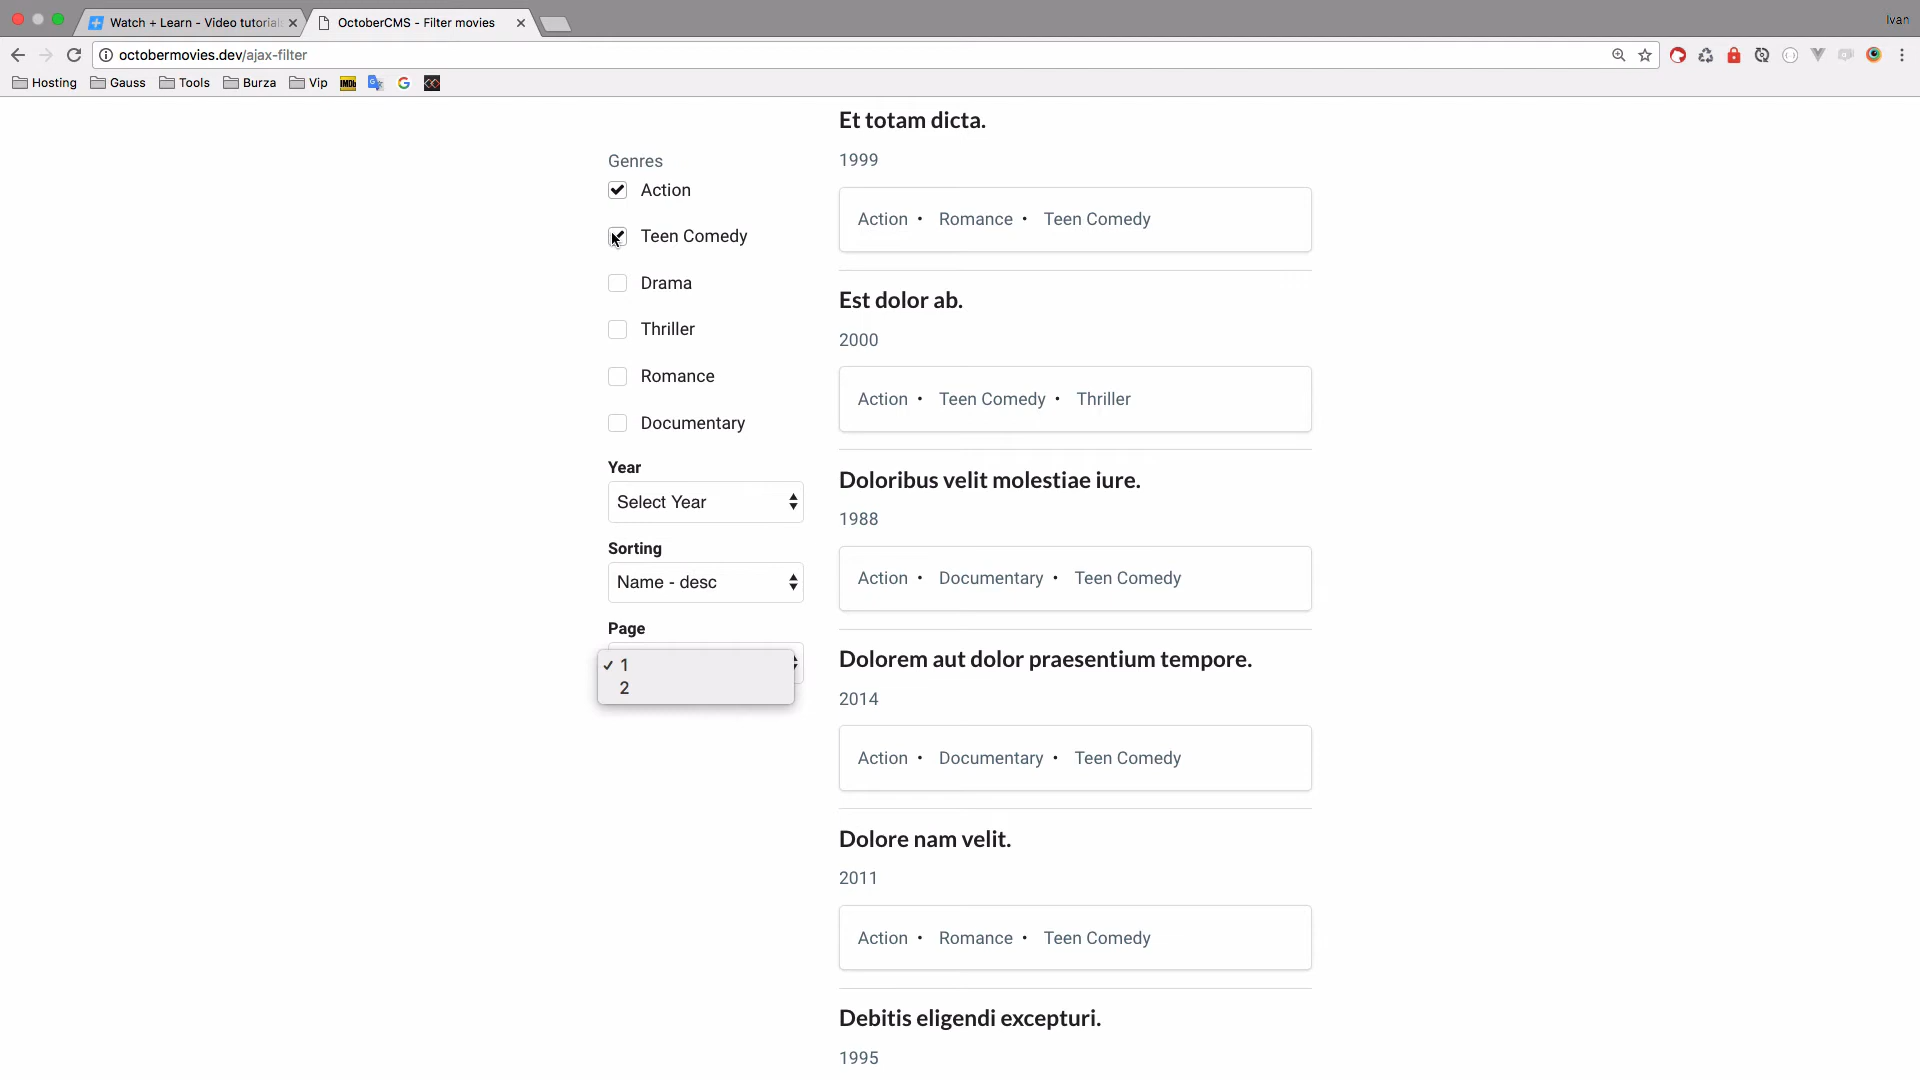 Watch + Learn - Video tutorial
OctoberCMS - Filter movies
Ivan
octobermovies.dev/ajax-filter
Hosting
Gauss
Tools
Burza
Vip
IMDb
Genres
Action
Teen Comedy
Drama
Thriller
Romance
Documentary
Year
Select Year
Sorting
Name - desc
Page
✓ 1
2
Et totam dicta.
1999
Action • Romance • Teen Comedy
Est dolor ab.
2000
Action • Teen Comedy • Thriller
Doloribus velit molestiae iure.
1988
Action • Documentary • Teen Comedy
Dolorem aut dolor praesentium tempore.
2014
Action • Documentary • Teen Comedy
Dolore nam velit.
2011
Action • Romance • Teen Comedy
Debitis eligendi excepturi.
1995